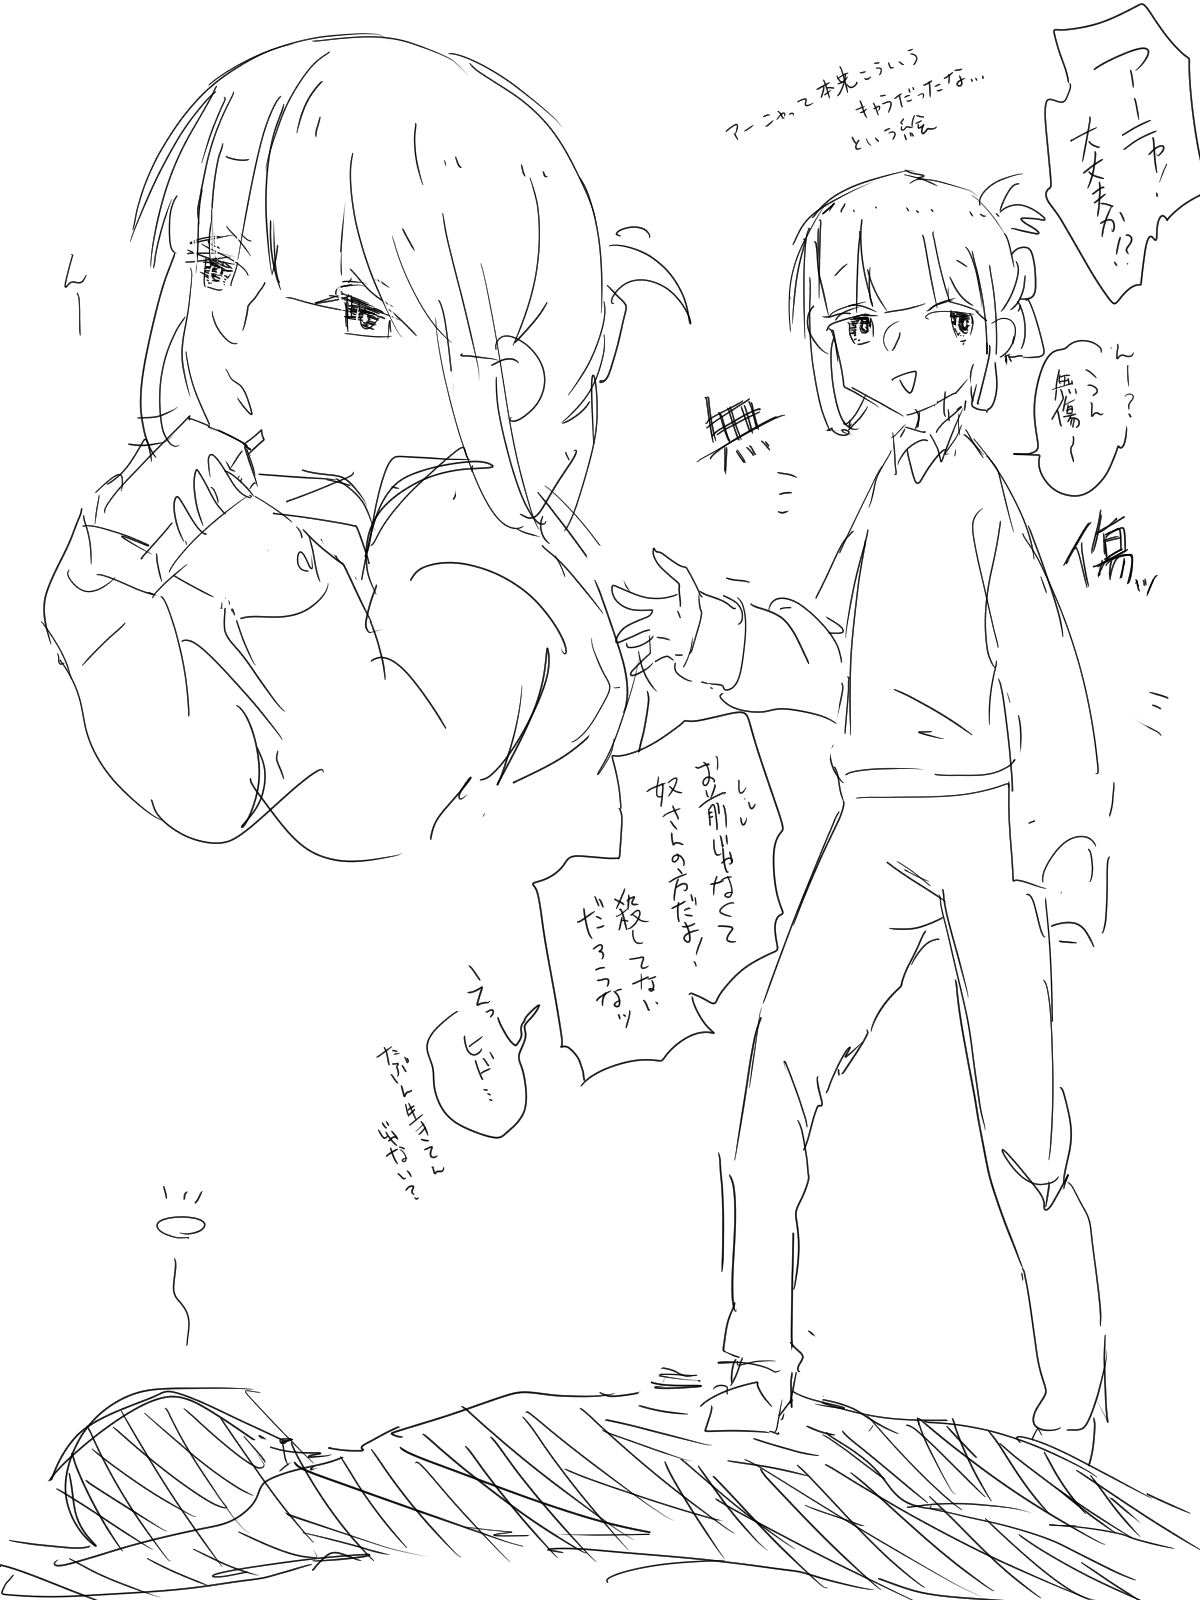 アーニャって本来こういう
キャラだったな…
という絵
アーニャ!
大丈夫か!?
んー?
ううん
無傷〜
無
傷ッ
んー
お前じゃなくて
奴さんの方だよ!
殺してない
だろうなッ
えっ
ヒド…
たぶん生きてん
じゃない?